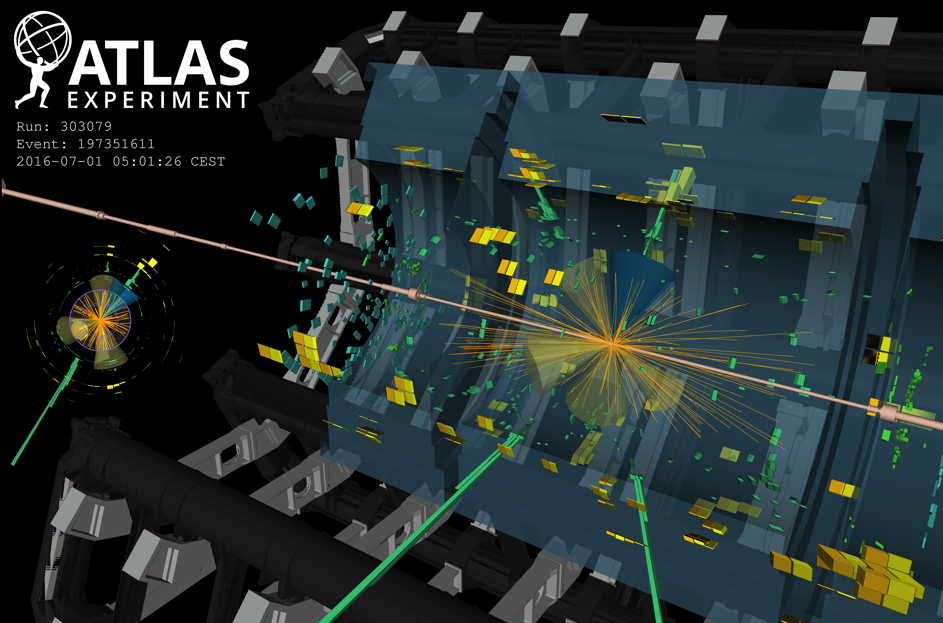 ATLAS
EXPERIMENT
Run: 303079
Event: 197351611
2016-07-01 05:01:26 CEST